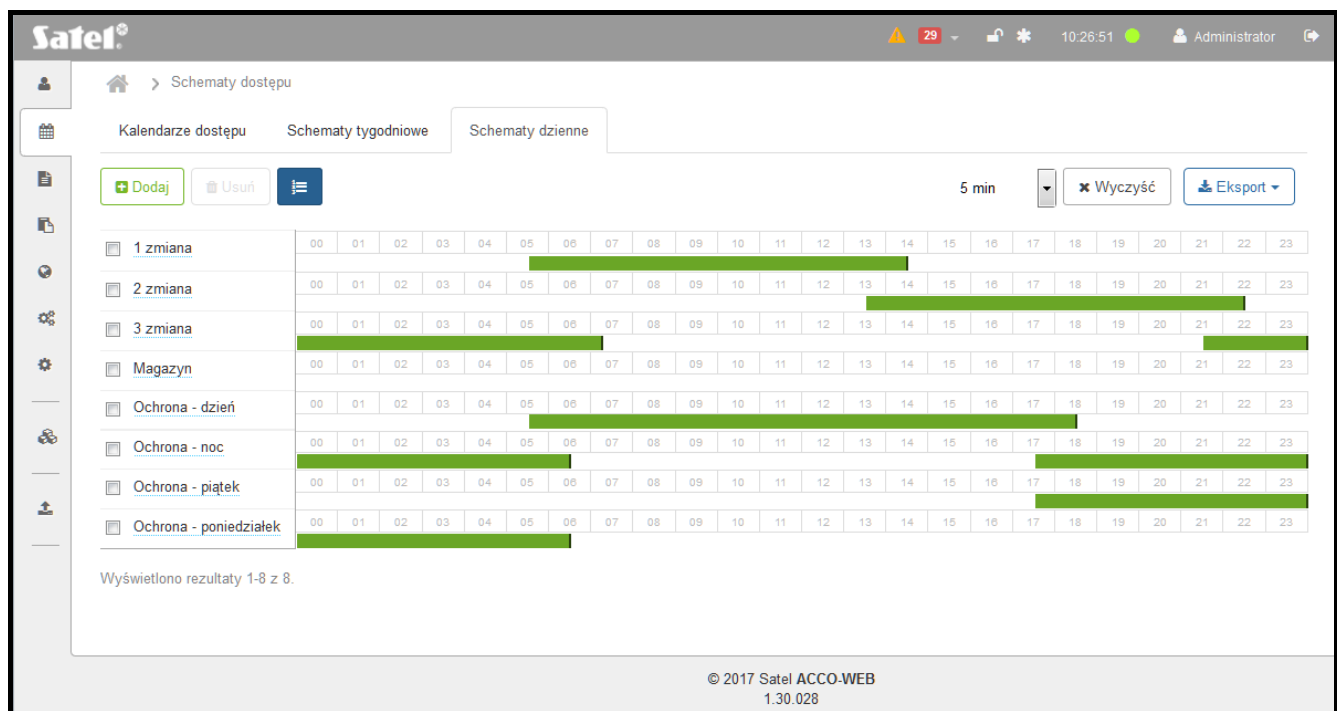 Satel® 29 10:26:51 Administrator
Schematy dostępu
Kalendarze dostępu Schematy tygodniowe Schematy dzienne
Dodaj Usuń 5 min Wyczyść Eksport
1 zmiana 00 01 02 03 04 05 06 07 08 09 10 11 12 13 14 15 16 17 18 19 20 21 22 23
2 zmiana 00 01 02 03 04 05 06 07 08 09 10 11 12 13 14 15 16 17 18 19 20 21 22 23
3 zmiana 00 01 02 03 04 05 06 07 08 09 10 11 12 13 14 15 16 17 18 19 20 21 22 23
Magazyn 00 01 02 03 04 05 06 07 08 09 10 11 12 13 14 15 16 17 18 19 20 21 22 23
Ochrona - dzień 00 01 02 03 04 05 06 07 08 09 10 11 12 13 14 15 16 17 18 19 20 21 22 23
Ochrona - noc 00 01 02 03 04 05 06 07 08 09 10 11 12 13 14 15 16 17 18 19 20 21 22 23
Ochrona - piątek 00 01 02 03 04 05 06 07 08 09 10 11 12 13 14 15 16 17 18 19 20 21 22 23
Ochrona - poniedziałek 00 01 02 03 04 05 06 07 08 09 10 11 12 13 14 15 16 17 18 19 20 21 22 23
Wyświetlono rezultaty 1-8 z 8.
© 2017 Satel ACCO-WEB
1.30.028